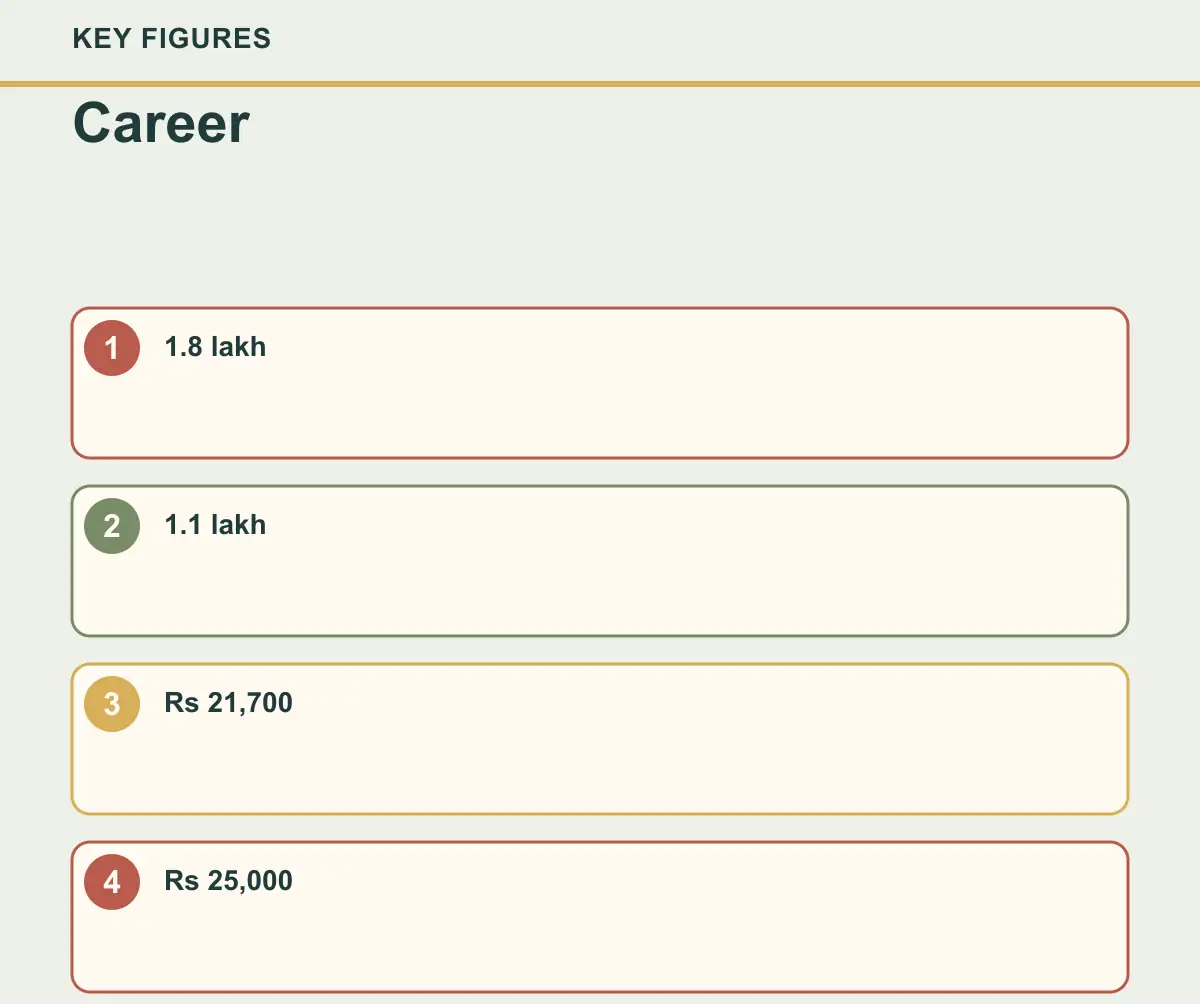 KEY FIGURES
Career
1
1.8 lakh
2
1.1 lakh
3
Rs 21,700
4
Rs 25,000